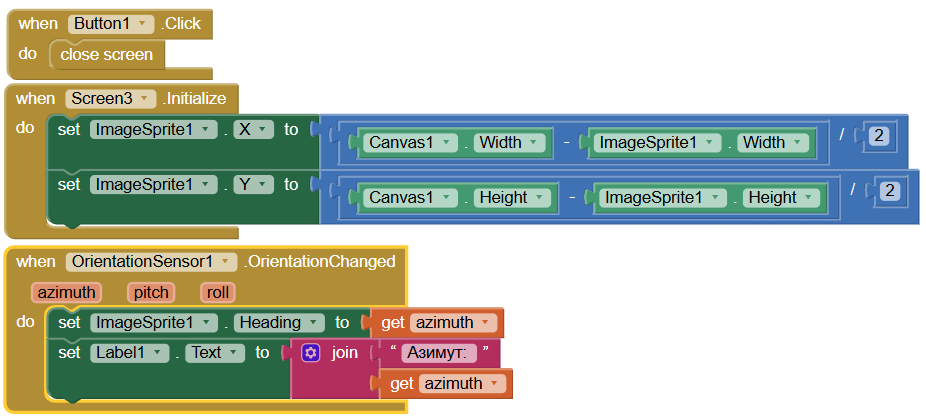 when Button1 .Click
do close screen
when Screen3 .Initialize
do set ImageSprite1 . X to Canvas1 . Width - ImageSprite1 . Width / 2
set ImageSprite1 . Y to Canvas1 . Height - ImageSprite1 . Height / 2
when OrientationSensor1 .OrientationChanged
azimuth pitch roll
do set ImageSprite1 . Heading to get azimuth
set Label1 . Text to join “ Азимут: ”
get azimuth